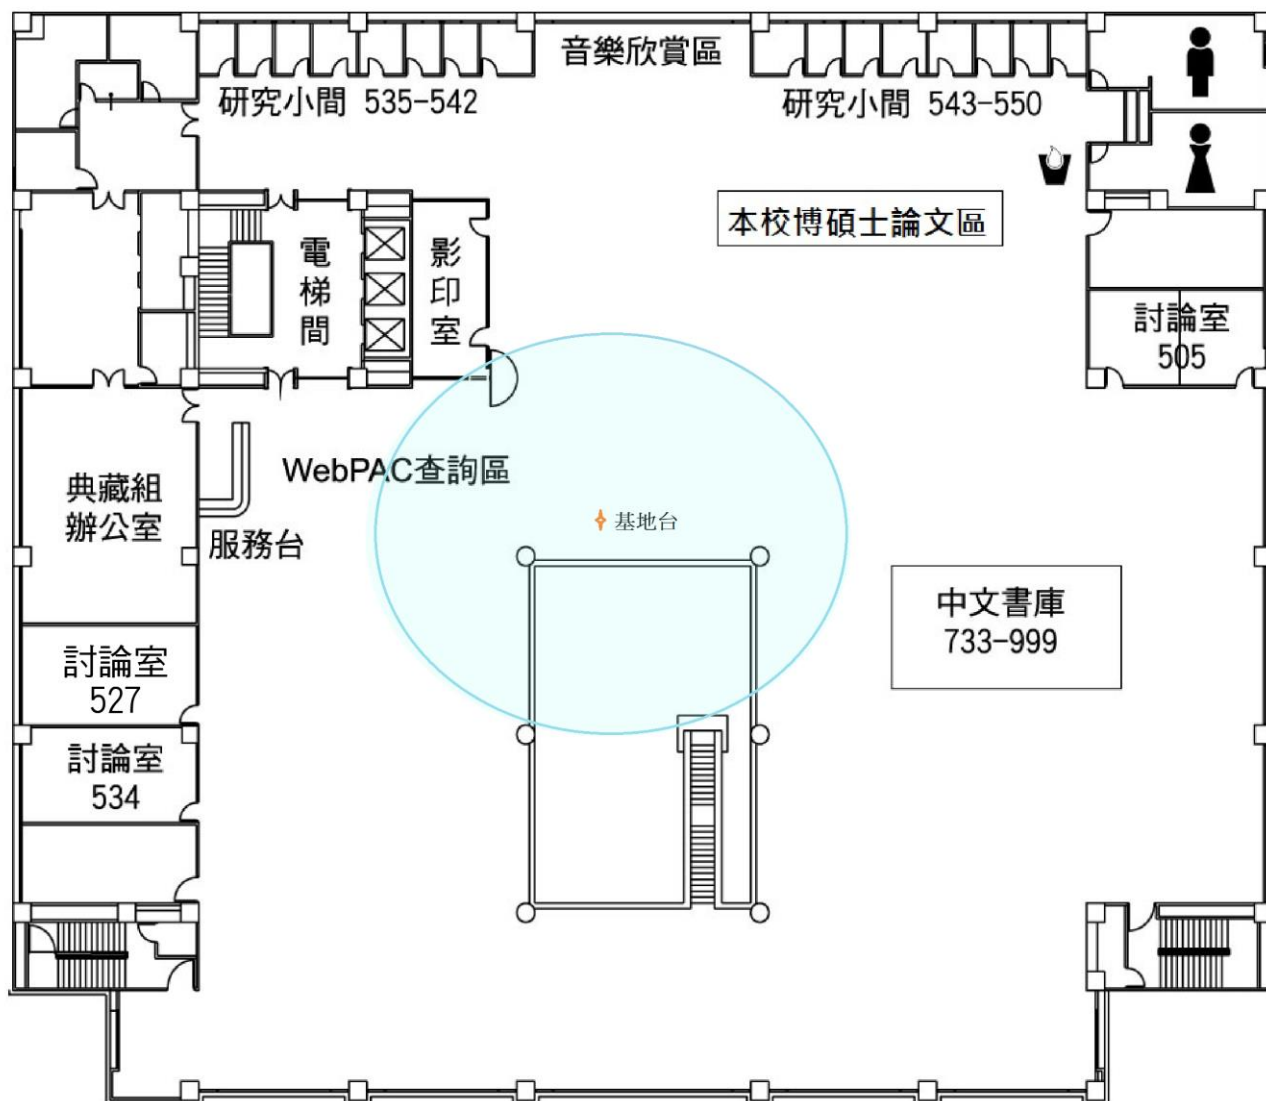 音樂欣賞區
研究小間 535-542
研究小間 543-550
本校博碩士論文區
電梯間
影印室
討論室
505
WebPAC查詢區
典藏組
辦公室
服務台
基地台
中文書庫
733-999
討論室
527
討論室
534